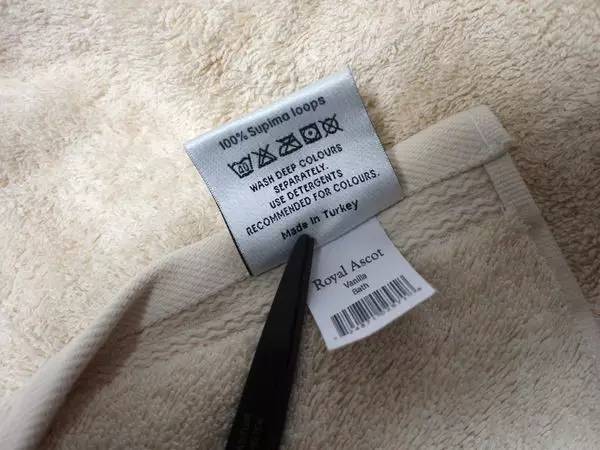 100% Supima loops
40
WASH DEEP COLOURS
SEPARATELY.
USE DETERGENTS
RECOMMENDED FOR COLOURS.
Made in Turkey
Royal Ascot
Vanilla
Bath